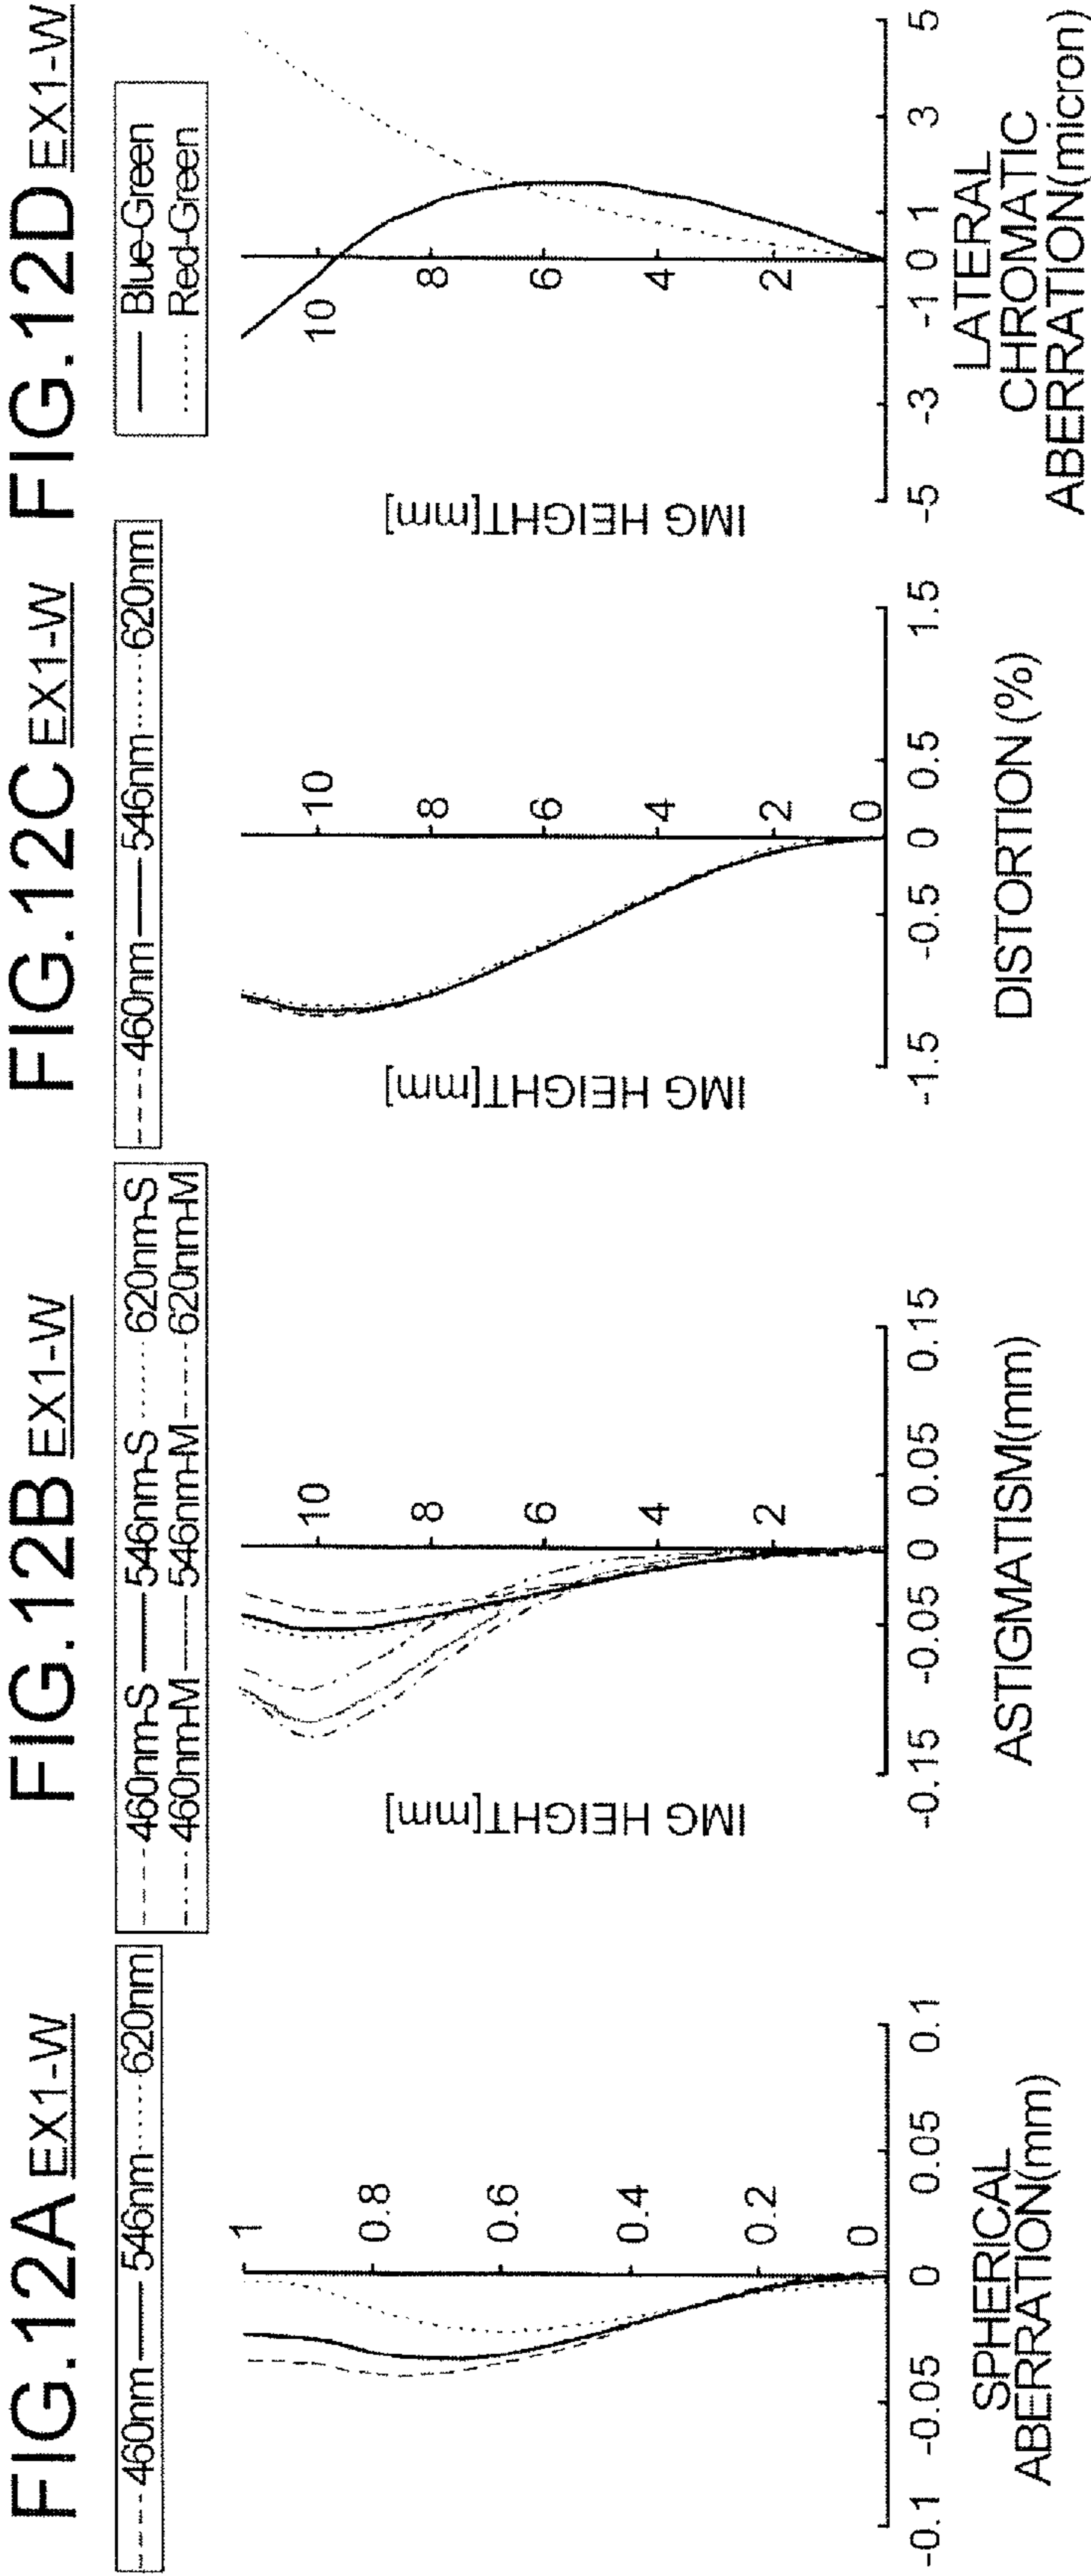 FIG.12A EX1-W
460nm 546nm 620nm
1
0.8
0.6
0.4
0.2
0
-0.1 -0.05 0 0.05 0.1
SPHERICAL
ABERRATION(mm)
FIG.12B EX1-W
460nm-S 546nm-S 620nm-S
460nm-M 546nm-M 620nm-M
IMG HEIGHT[mm]
10
8
6
4
2
-0.15 -0.05 0 0.05 0.15
ASTIGMATISM(mm)
FIG.12C EX1-W
460nm 546nm 620nm
IMG HEIGHT[mm]
10
8
6
4
2
0
-1.5 -0.5 0 0.5 1.5
DISTORTION (%)
FIG.12D EX1-W
Blue-Green
Red-Green
IMG HEIGHT[mm]
10
8
6
4
2
-5 -3 -1 0 1 3 5
LATERAL
CHROMATIC
ABERRATION(micron)